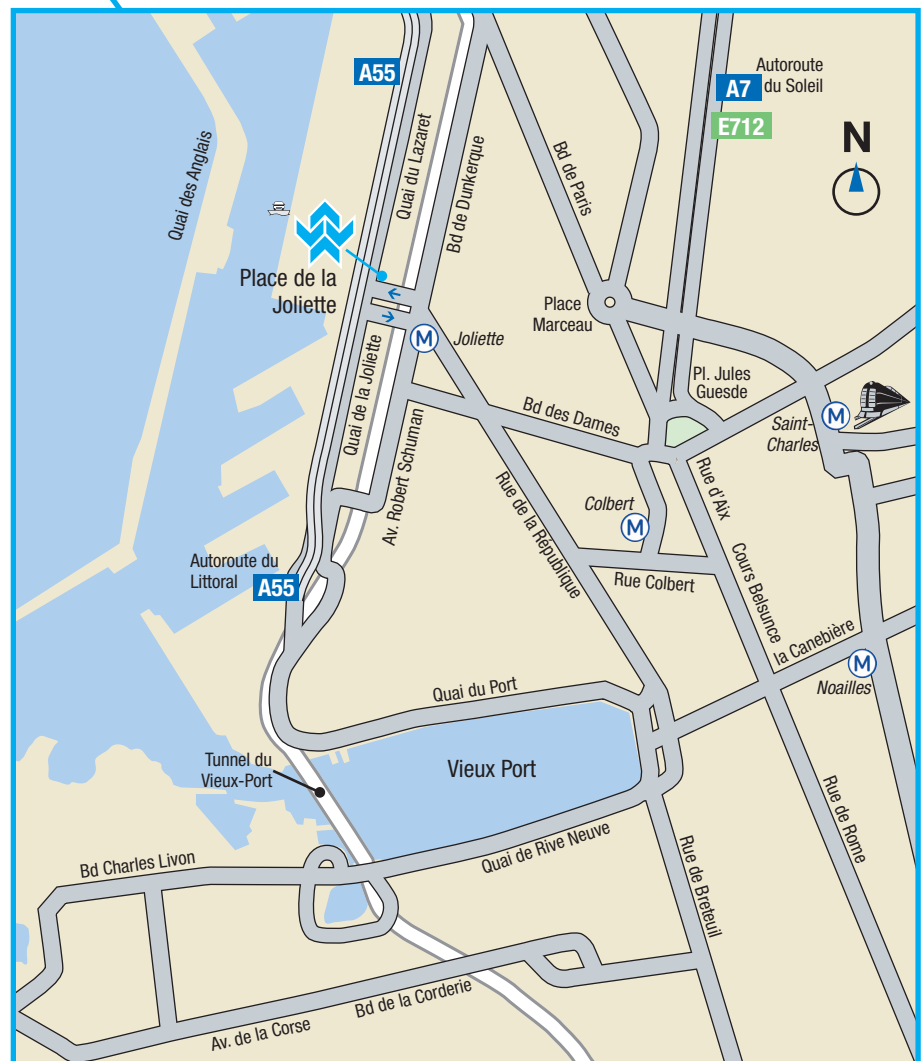 A55
Autoroute
du Soleil
A7
E712
N
Quai des Anglais
Quai du Lazaret
Bd de Dunkerque
Bd de Paris
Place de la
Joliette
Place
Marceau
M
Joliette
Pl. Jules
Guesde
M
Saint-
Charles
Quai de la Joliette
Bd des Dames
Av. Robert Schuman
Rue de la République
Rue d'Aix
Colbert
M
Autoroute du
Littoral
A55
Rue Colbert
Cours Belsunce
la Canebière
M
Noailles
Quai du Port
Tunnel du
Vieux-Port
Vieux Port
Rue de Rome
Quai de Rive Neuve
Bd Charles Livon
Rue de Breteuil
Bd de la Corderie
Av. de la Corse